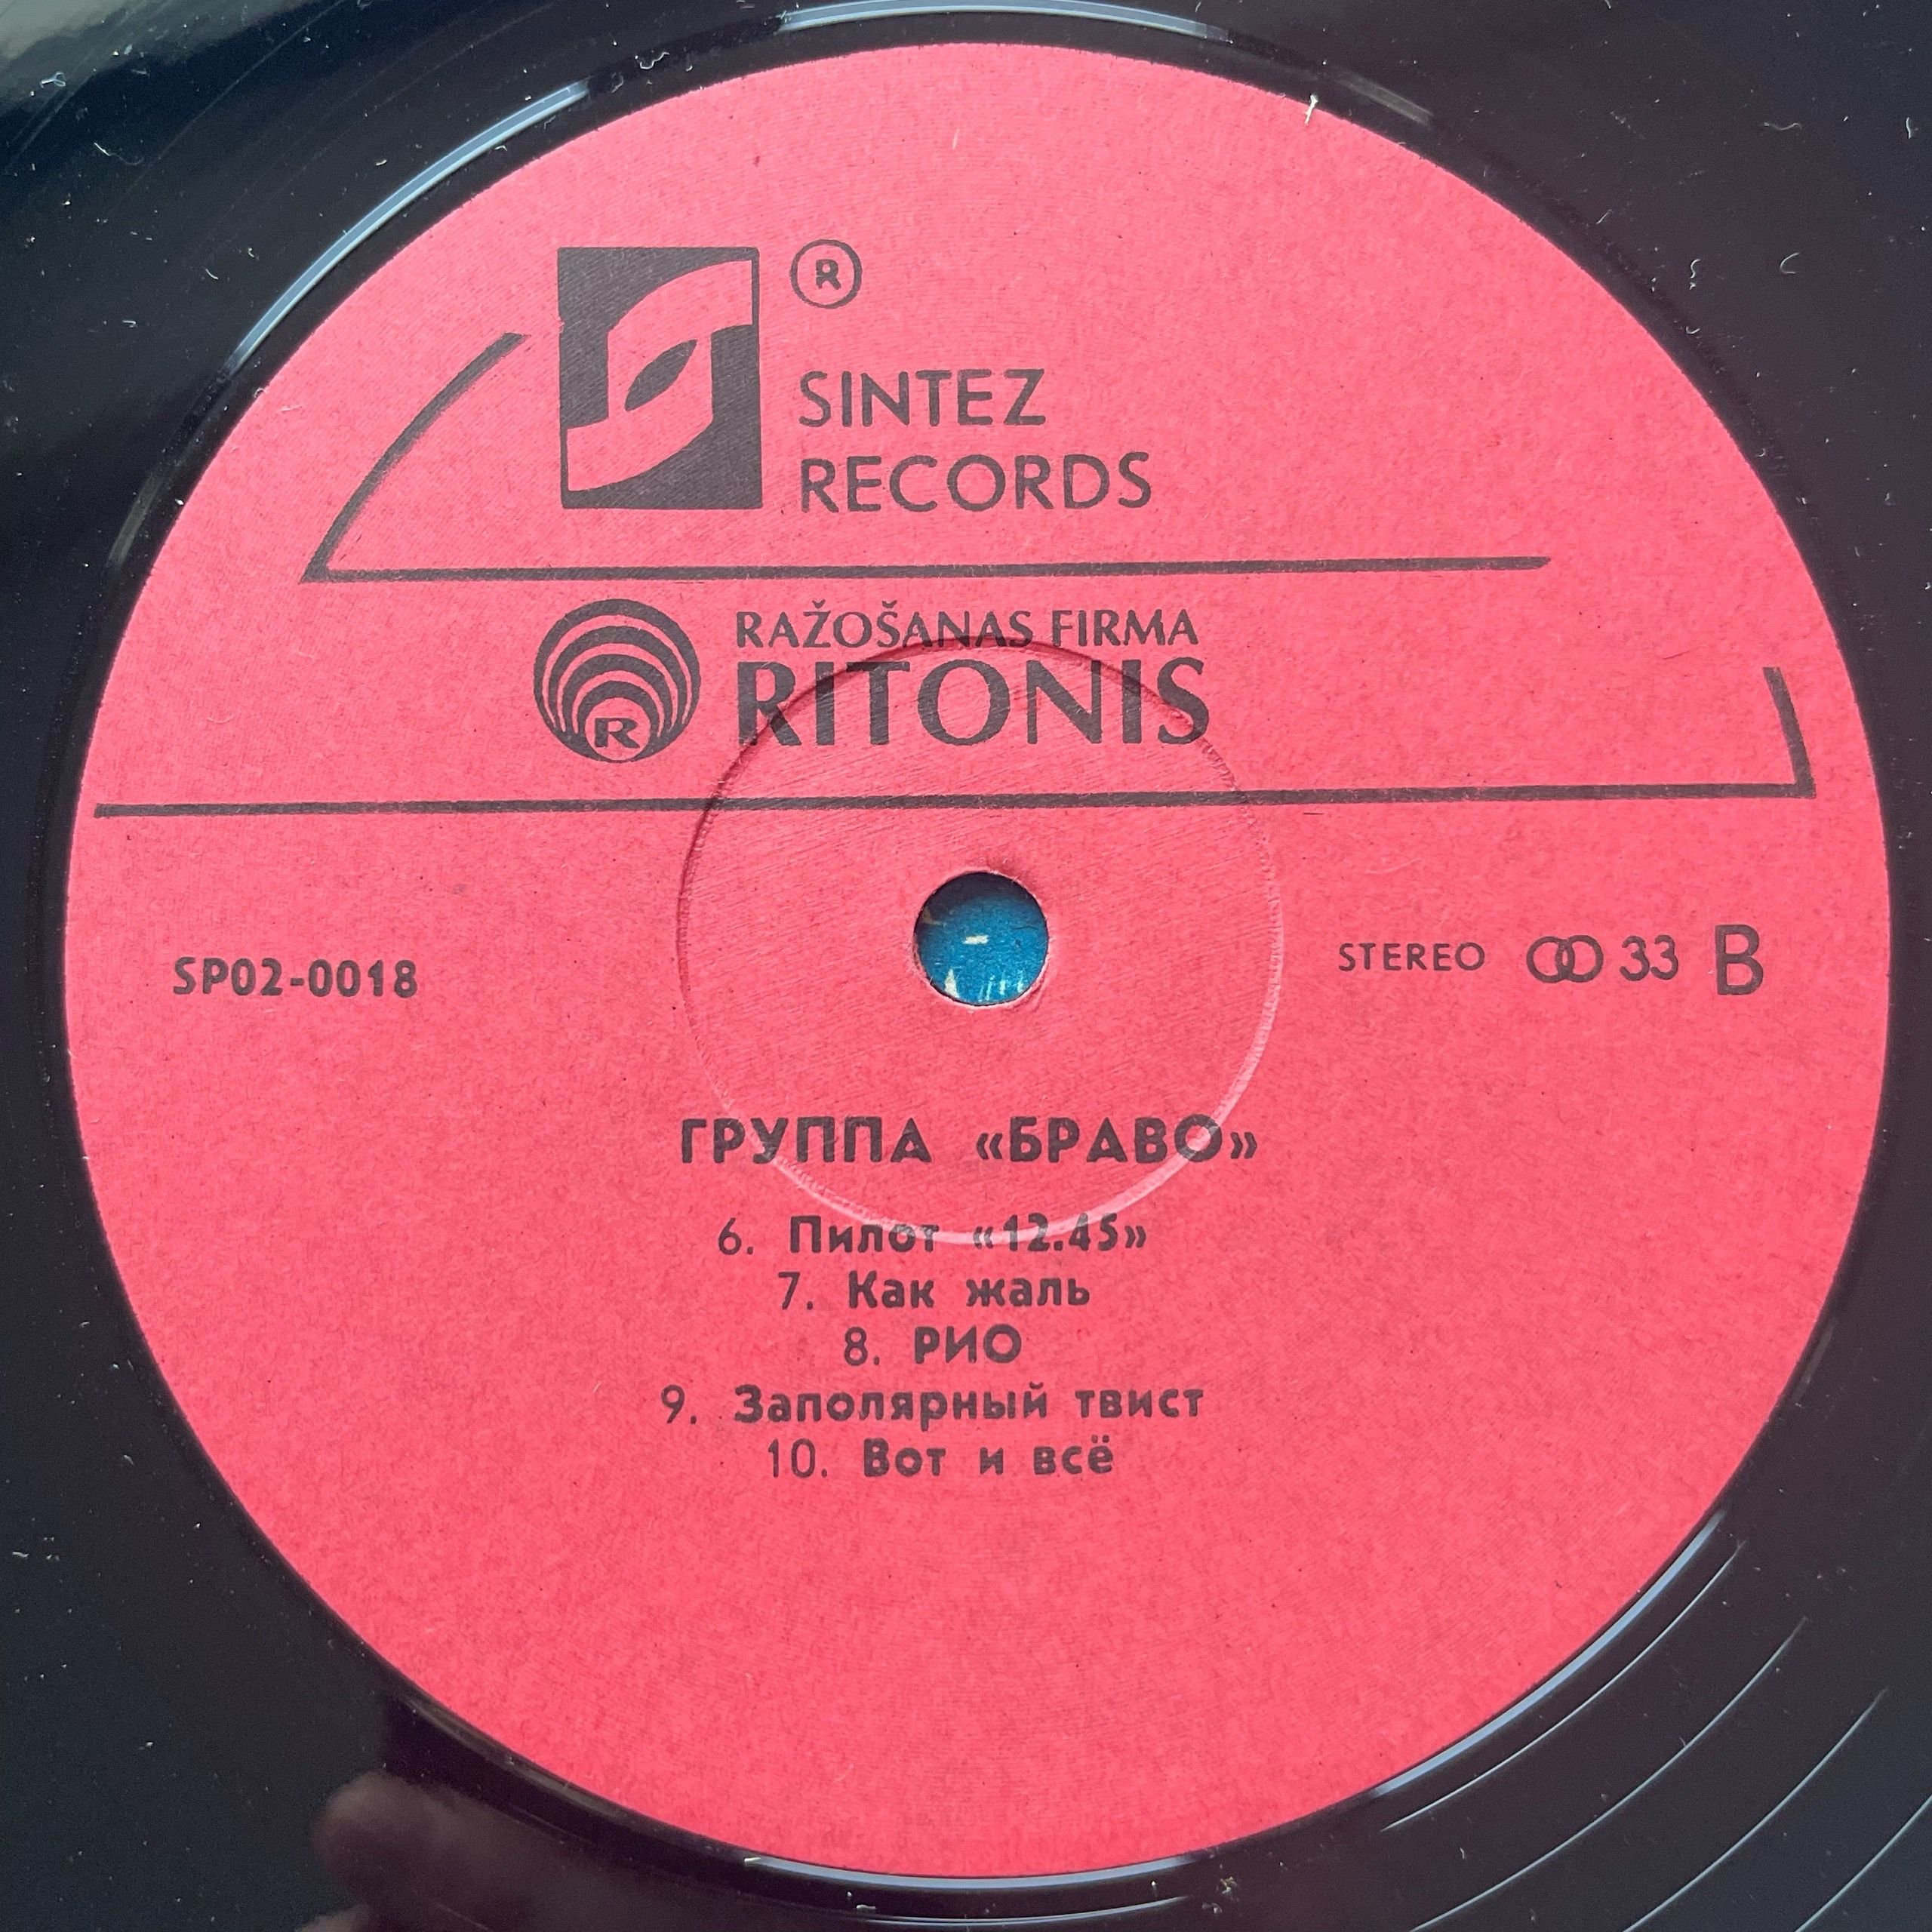 ®
SINTEZ
RECORDS
RAŽOŠANAS FIRMA
RITONIS
R
SP02-0018
STEREO 33 B
ГРУППА «БРАВО»
6. Пилот «12.45»
7. Как жаль
8. РИО
9. Заполярный твист
10. Вот и всё